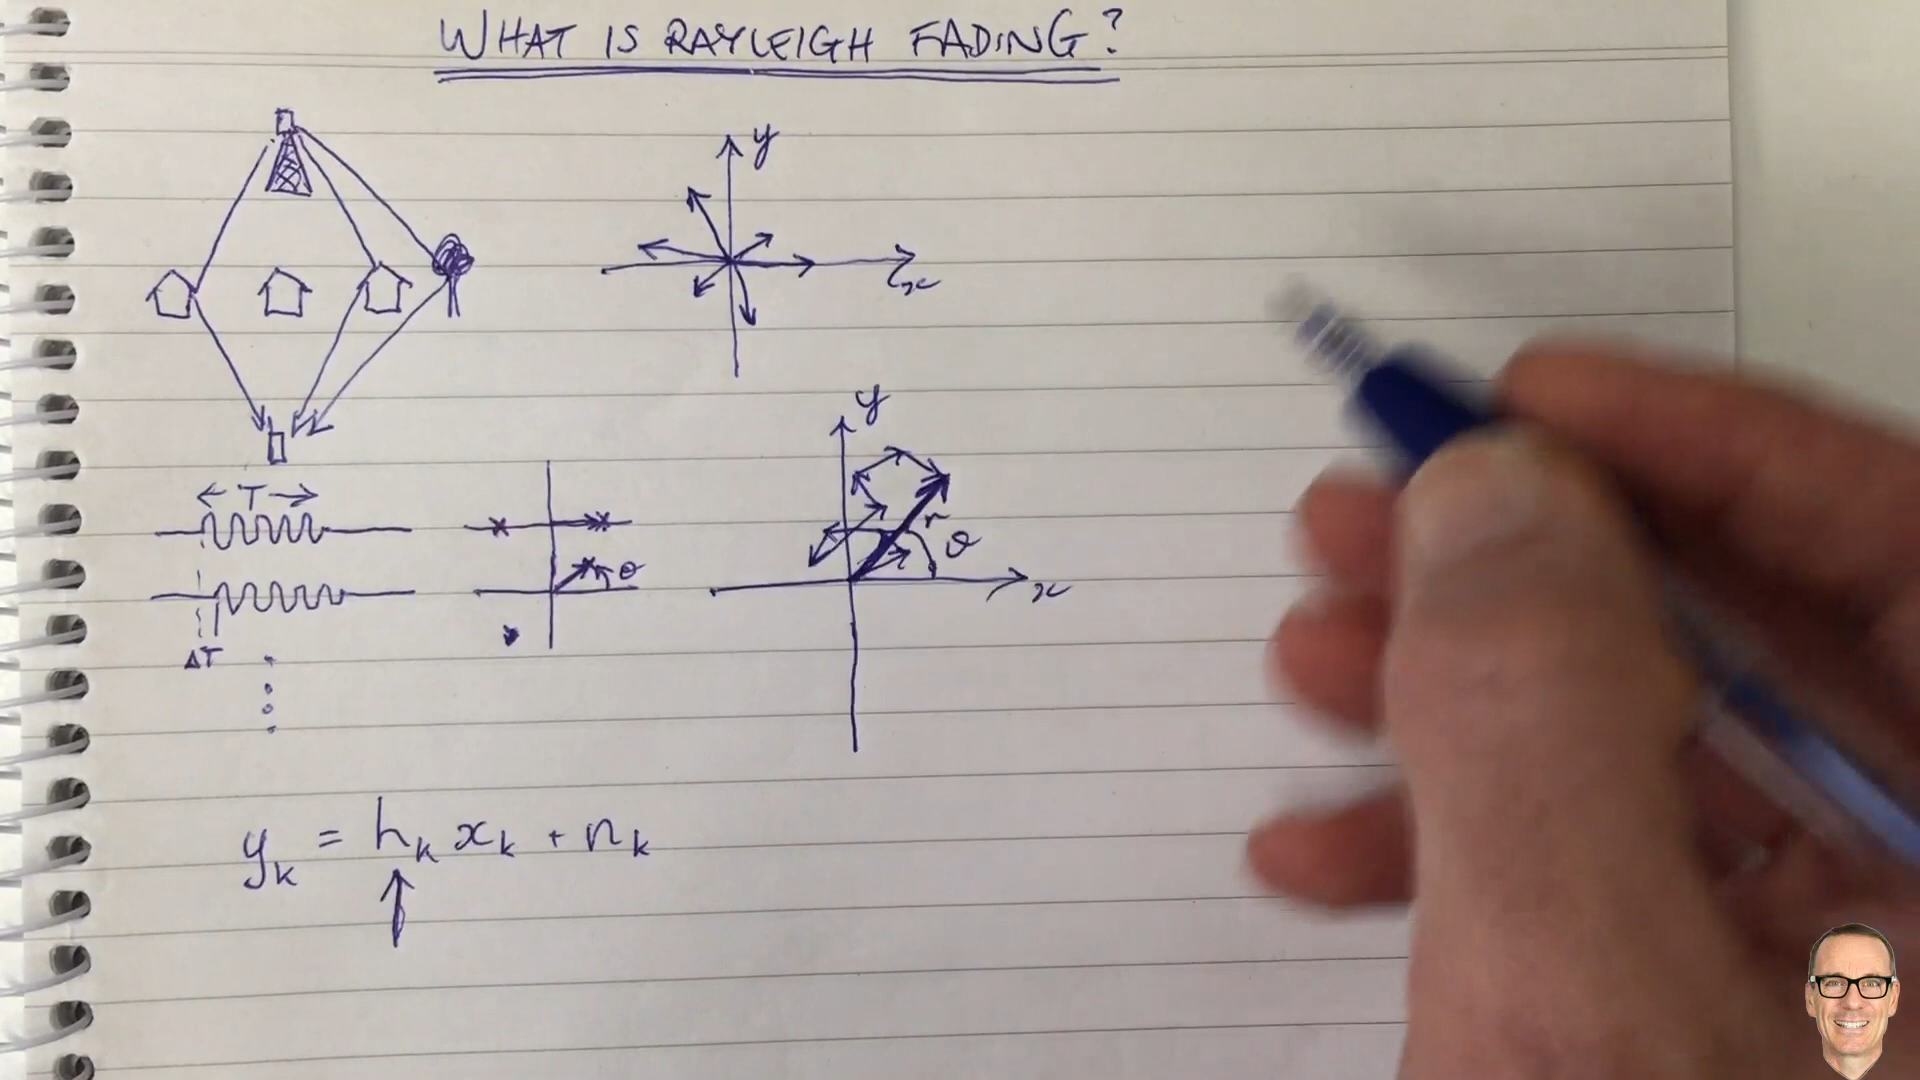 WHAT IS RAYLEIGH FADING?
y
x
y
T
r
θ
θ
x
ΔT
y_k = h_k x_k + n_k